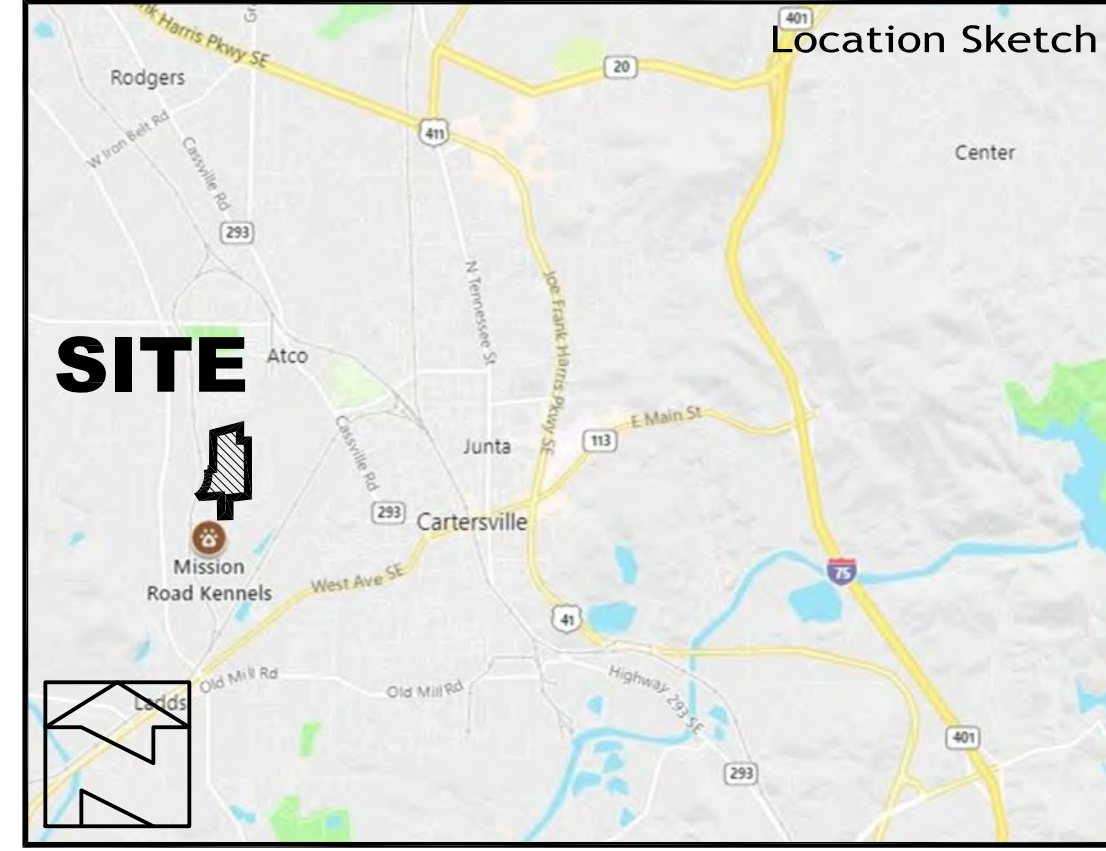 Location Sketch
401
nk Harris Pkwy SE
Rodgers
20
411
Center
W Iron Belt Rd
Cassville Rd
293
N Tennessee St
Joe Frank Harris Pkwy SE
SITE
Atco
E Main St
113
Junta
Cassville Rd
293
Cartersville
Mission
Road Kennels
West Ave SE
75
41
Old Mill Rd
Old Mill Rd
Highway 293 SE
Ladds
401
293
N